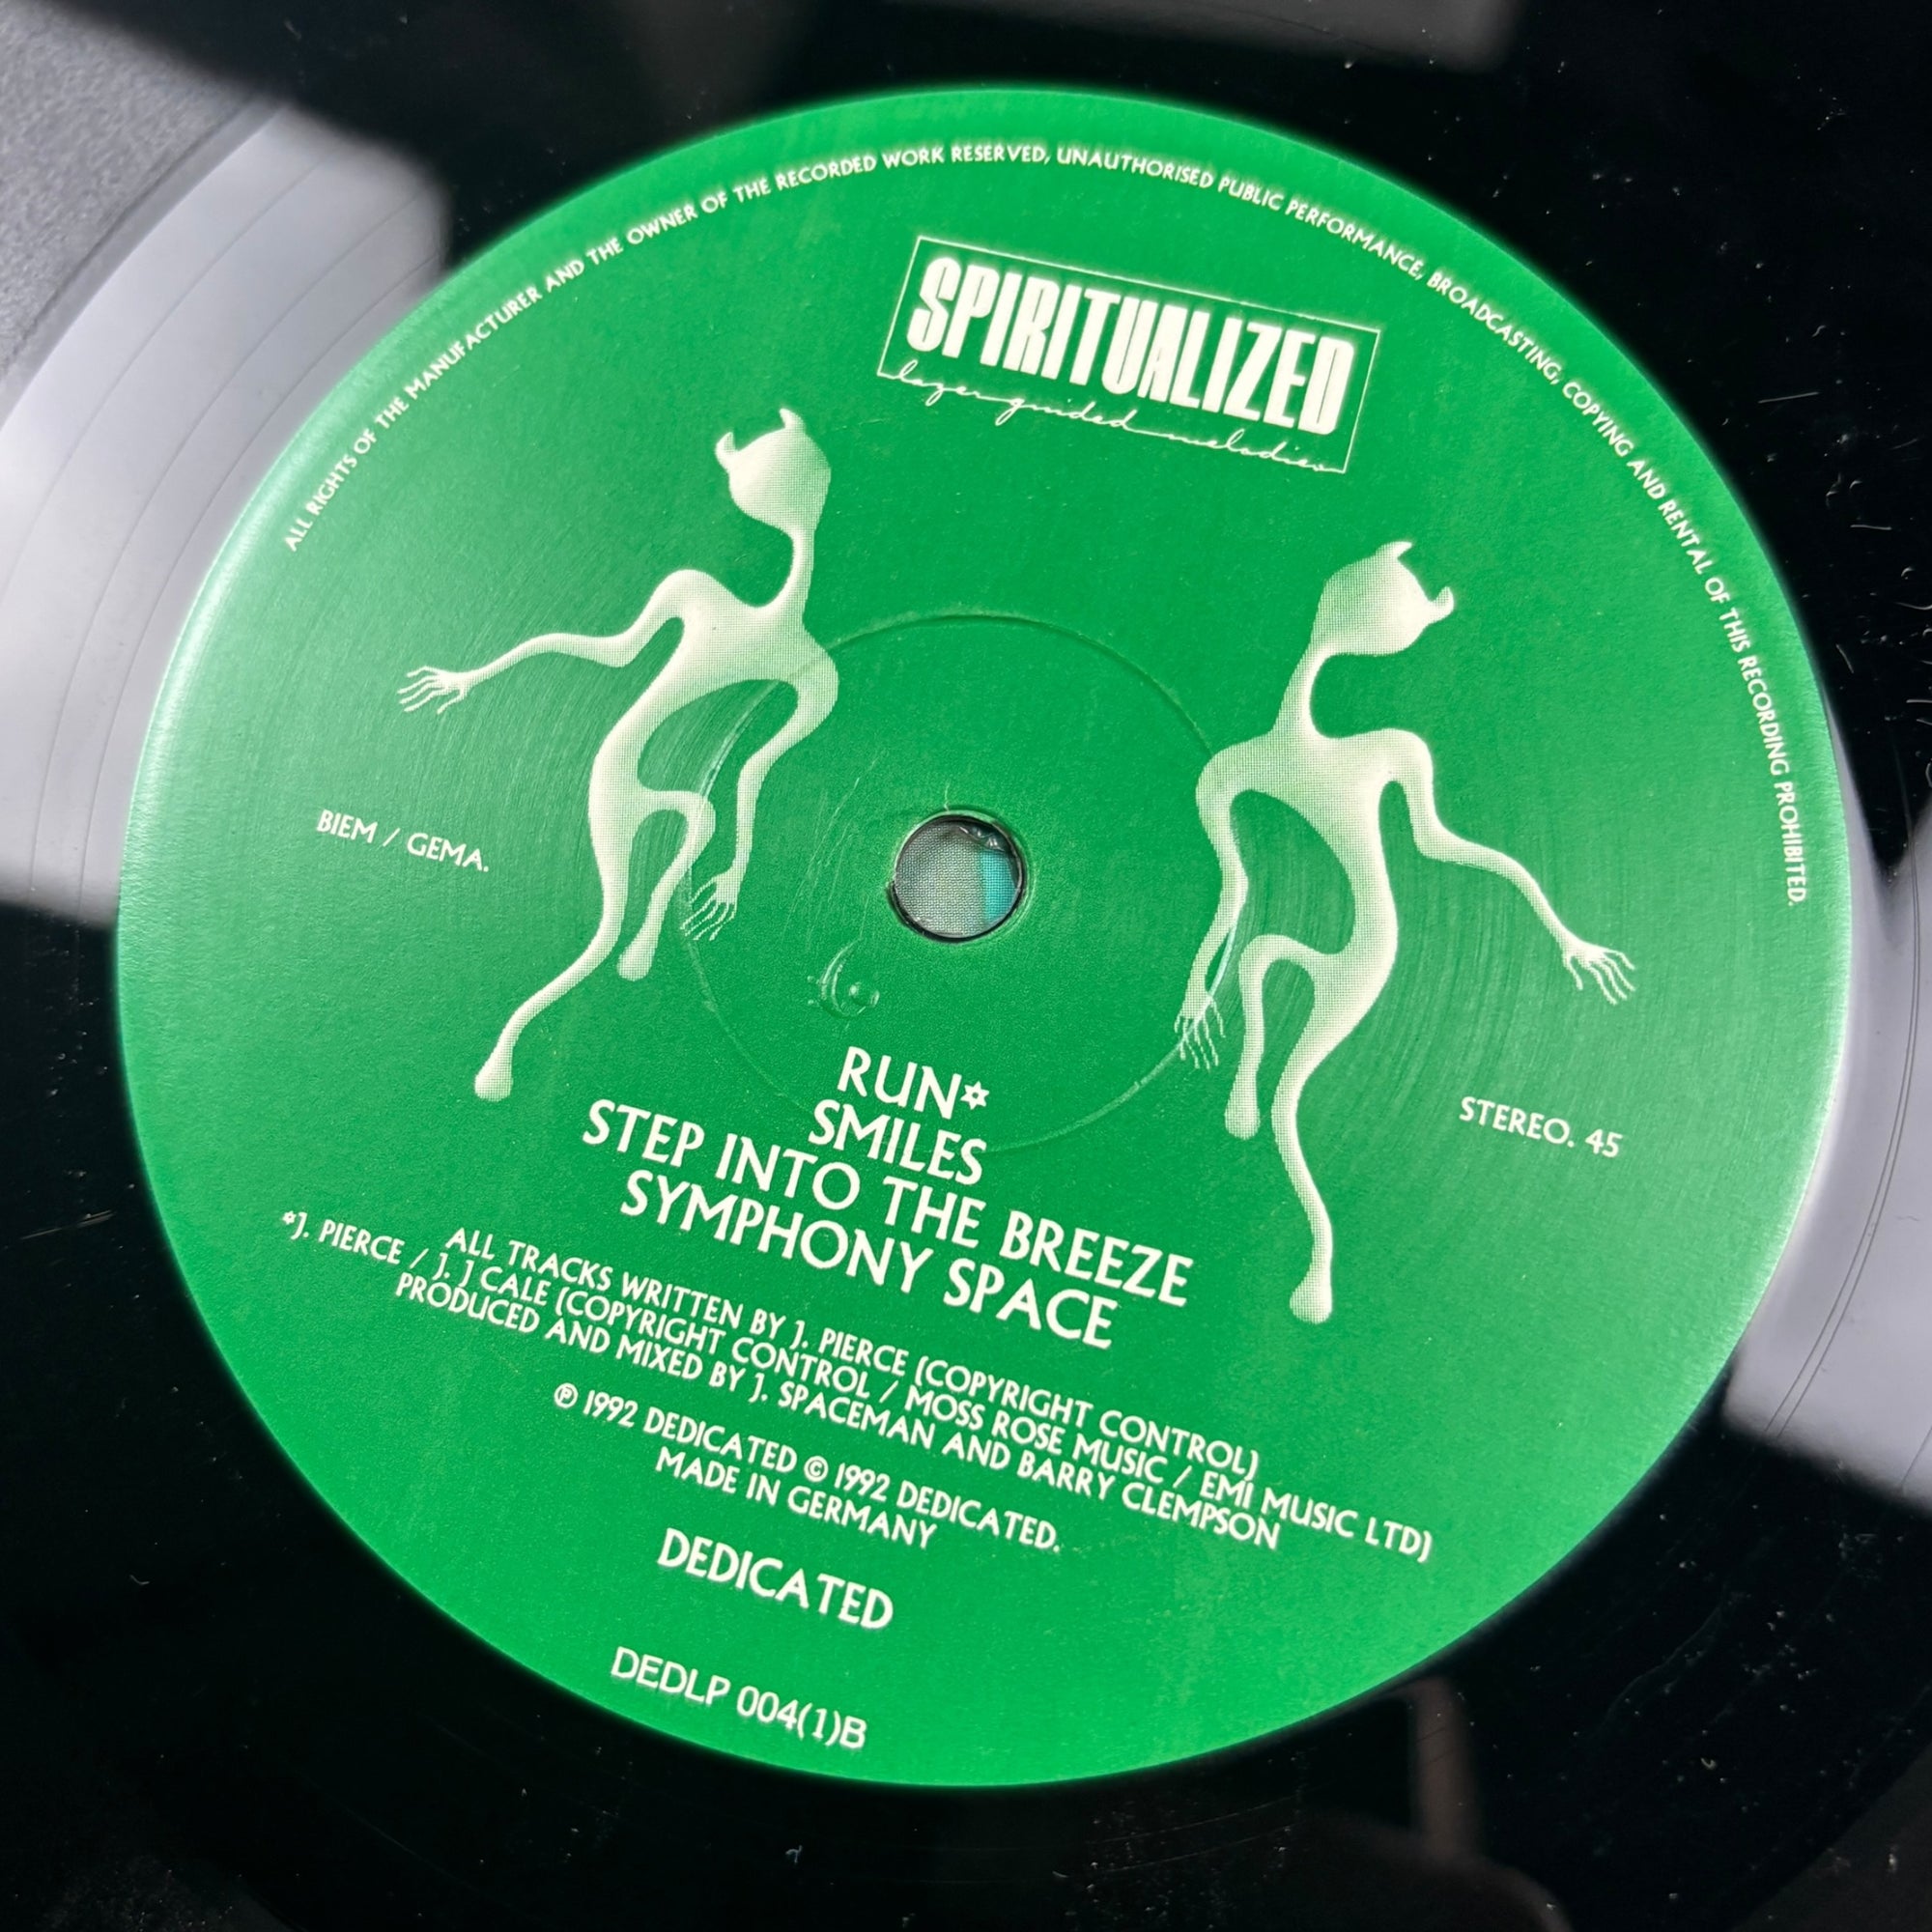 ALL RIGHTS OF THE MANUFACTURER AND THE OWNER OF THE RECORDED WORK RESERVED, UNAUTHORISED PUBLIC PERFORMANCE, BROADCASTING, COPYING AND RENTAL OF THIS RECORDING PROHIBITED.
SPIRITUALIZED
lazer guided melodies
BIEM / GEMA.
STEREO. 45
RUN*
SMILES
STEP INTO THE BREEZE
SYMPHONY SPACE
ALL TRACKS WRITTEN BY J. PIERCE (COPYRIGHT CONTROL)
*J. PIERCE / J. J CALE (COPYRIGHT CONTROL / MOSS ROSE MUSIC / EMI MUSIC LTD)
PRODUCED AND MIXED BY J. SPACEMAN AND BARRY CLEMPSON
℗ 1992 DEDICATED © 1992 DEDICATED.
MADE IN GERMANY
DEDICATED
DEDLP 004(1)B